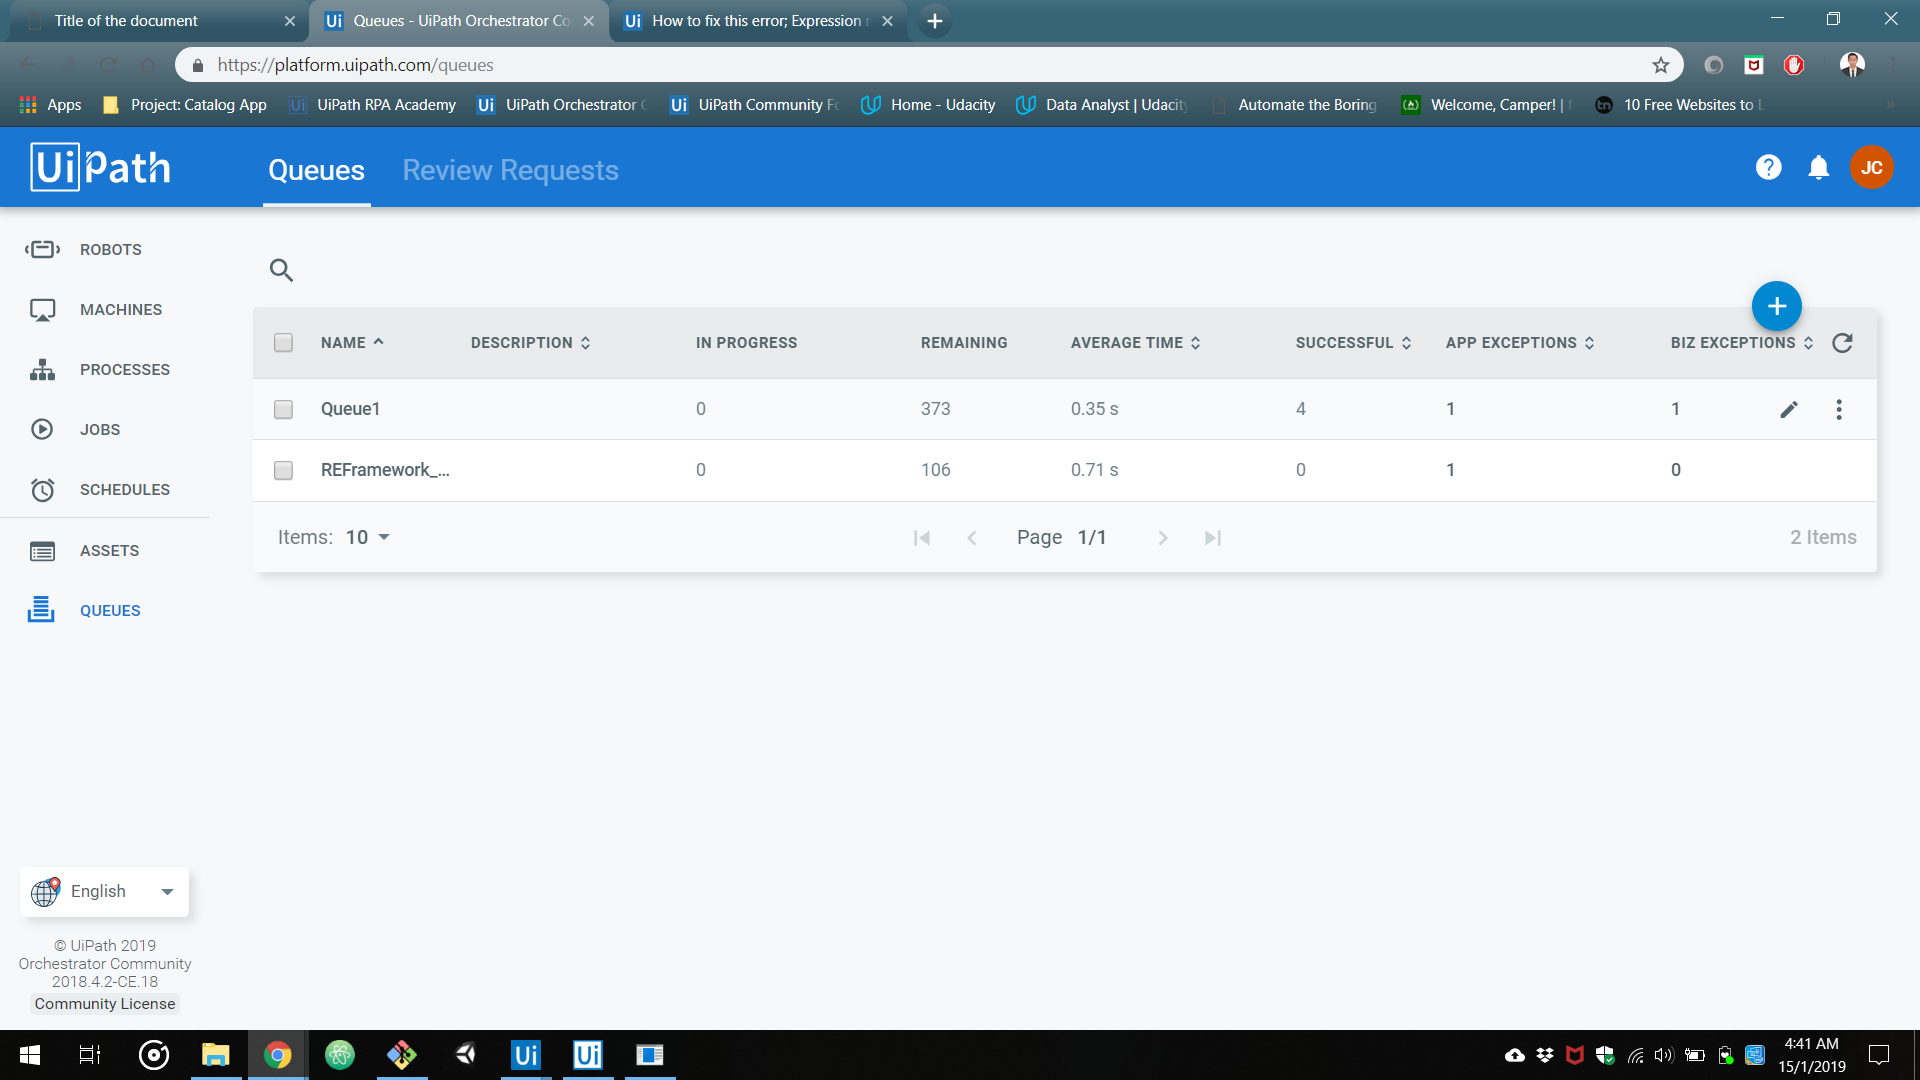 Title of the document
Queues - UiPath Orchestrator Co
How to fix this error; Expression
https://platform.uipath.com/queues
Apps
Project: Catalog App
UiPath RPA Academy
UiPath Orchestrator
UiPath Community Fo
Home - Udacity
Data Analyst | Udacity
Automate the Boring
Welcome, Camper! | f
10 Free Websites to L
UiPath
Queues
Review Requests
JC
ROBOTS
MACHINES
PROCESSES
JOBS
SCHEDULES
ASSETS
QUEUES
NAME DESCRIPTION IN PROGRESS REMAINING AVERAGE TIME SUCCESSFUL APP EXCEPTIONS BIZ EXCEPTIONS
Queue1 0 373 0.35 s 4 1 1
REFramework_... 0 106 0.71 s 0 1 0
Items: 10 Page 1/1 2 Items
English
© UiPath 2019
Orchestrator Community
2018.4.2-CE.18
Community License
4:41 AM
15/1/2019